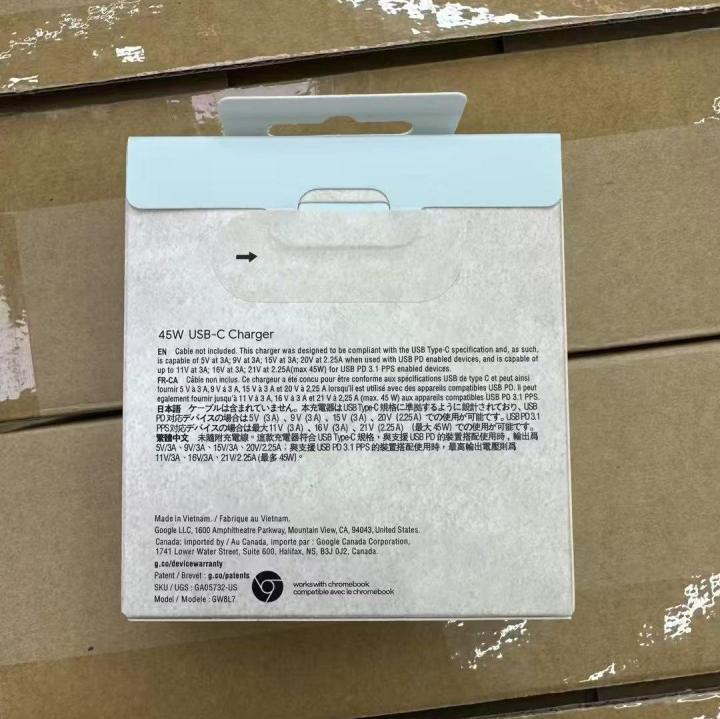 45W USB-C Charger
EN Cable not included. This charger was designed to be compliant with the USB Type-C specification and, as such,
is capable of 5V at 3A; 9V at 3A; 15V at 3A; 20V at 2.25A when used with USB PD enabled devices, and is capable of
up to 11V at 3A; 16V at 3A; 21V at 2.25A(max 45W) for USB PD 3.1 PPS enabled devices.
FR-CA Câble non inclus. Ce chargeur a été concu pour être conforme aux spécifications USB de type C et peut ainsi
fournir 5 V à 3 A, 9 V à 3 A, 15 V à 3 A et 20 V à 2,25 A lorsqu'il est utilisé avec des appareils compatibles USB PD. Il peut
egalement fournir jusqu'à 11 V à 3 A, 16 V à 3 A et 21 V à 2,25 A (max. 45 W) aux appareils compatibles USB PD 3.1 PPS.
日本語 ケーブルは含まれていません。本充電器はUSB Type-C 規格に準拠するように設計されており、USB
PD 対応デバイスの場合は5V (3A) 、9V (3A) 、15V (3A) 、20V (2.25A) での使用が可能です。USB PD 3.1
PPS対応デバイスの場合は最大11V (3A) 、16V (3A) 、21V (2.25A) (最大 45W) での使用が可能です。
繁體中文 未隨附充電線。這款充電器符合 USB Type-C 規格,與支援 USB PD 的裝置搭配使用時,輸出爲
5V/3A、9V/3A、15V/3A、20V/2.25A;與支援 USB PD 3.1 PPS 的裝置搭配使用時,最高輸出電壓則爲
11V/3A、16V/3A、21V/2.25A (最多 45W)。
Made in Vietnam. / Fabrique au Vietnam.
Google LLC, 1600 Amphitheatre Parkway, Mountain View, CA, 94043, United States.
Canada: Imported by / Au Canada, importe par : Google Canada Corporation,
1741 Lower Water Street, Suite 600, Halifax, NS, B3J 0J2, Canada.
g.co/devicewarranty
Patent / Brevet : g.co/patents
SKU / UGS : GA05732-US
Model / Modele : GW8L7
works with chromebook
compatible avec le chromebook